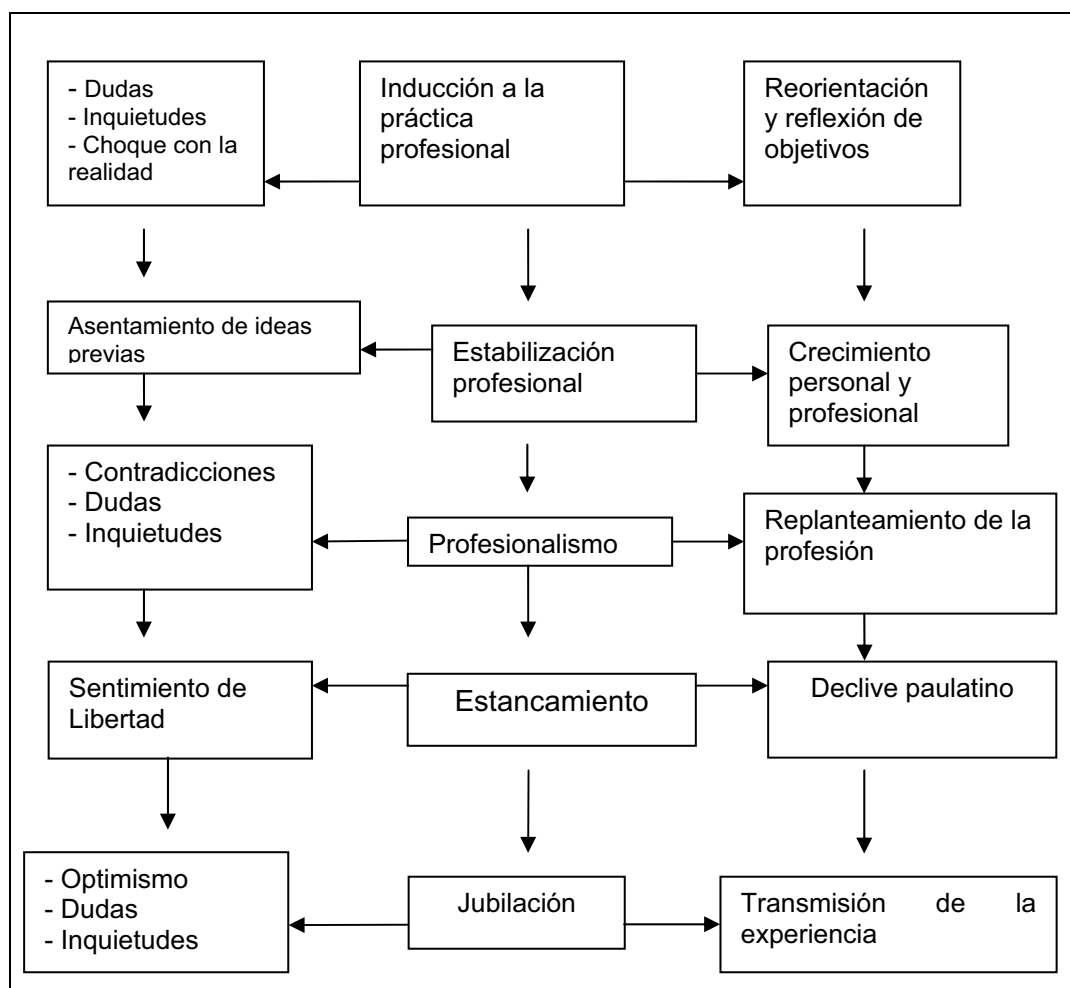 - Dudas
- Inquietudes
- Choque con la
realidad
Inducción a la
práctica
profesional
Reorientación
y reflexión de
objetivos
Asentamiento de ideas
previas
Estabilización
profesional
Crecimiento
personal y
profesional
- Contradicciones
- Dudas
- Inquietudes
Profesionalismo
Replanteamiento de la
profesión
Sentimiento de
Libertad
Estancamiento
Declive paulatino
- Optimismo
- Dudas
- Inquietudes
Jubilación
Transmisión de la
experiencia